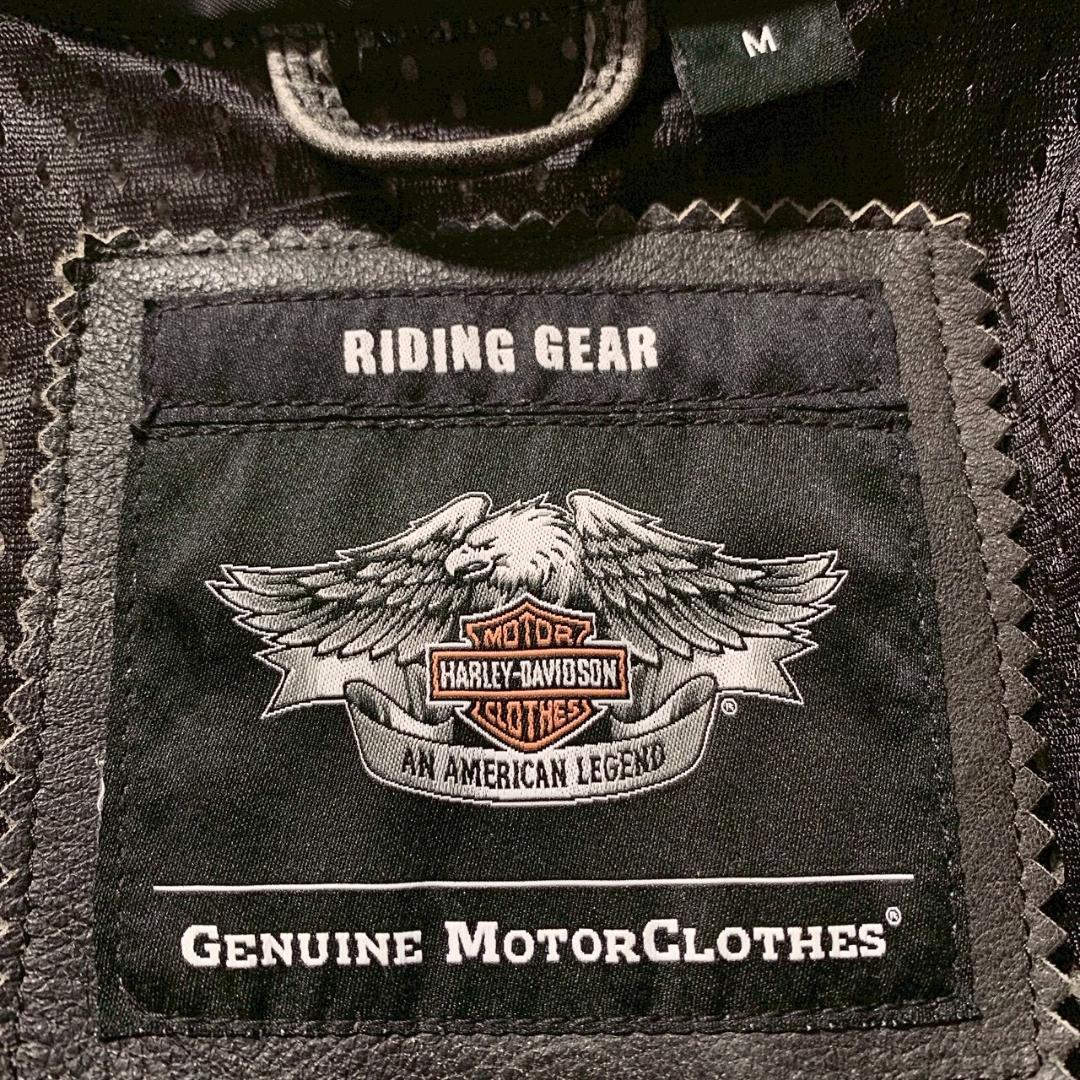 M
RIDING GEAR
MOTOR
HARLEY-DAVIDSON
CLOTHES
®
AN AMERICAN LEGEND
GENUINE MOTORCLOTHES®